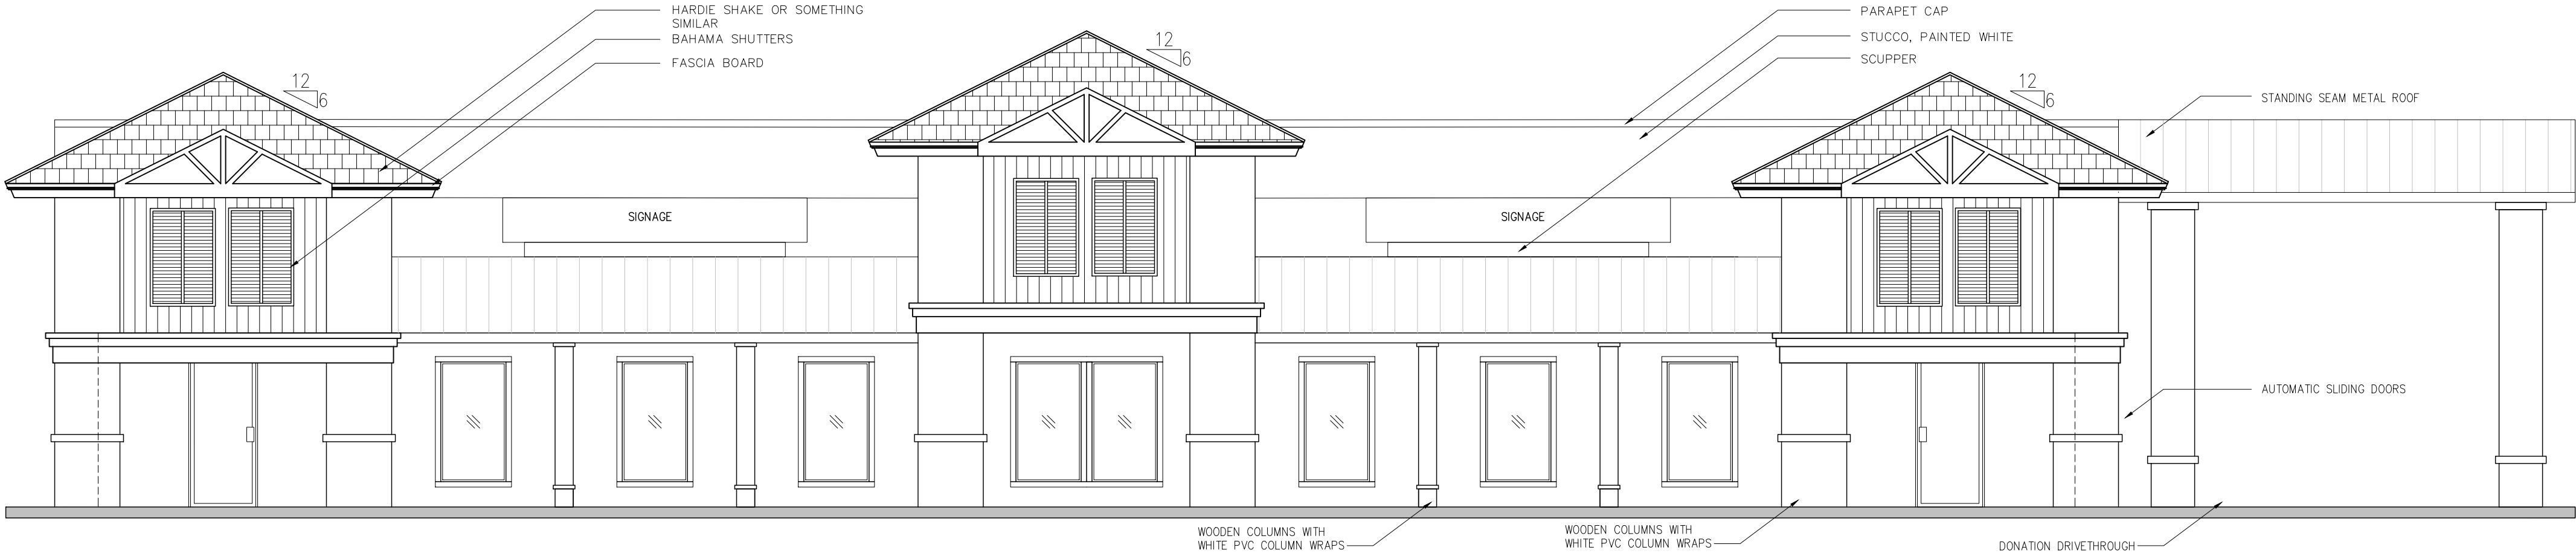 HARDIE SHAKE OR SOMETHING
SIMILAR
BAHAMA SHUTTERS
FASCIA BOARD
PARAPET CAP
STUCCO, PAINTED WHITE
SCUPPER
12
6
12
6
12
6
STANDING SEAM METAL ROOF
SIGNAGE
SIGNAGE
AUTOMATIC SLIDING DOORS
WOODEN COLUMNS WITH
WHITE PVC COLUMN WRAPS
WOODEN COLUMNS WITH
WHITE PVC COLUMN WRAPS
DONATION DRIVETHROUGH